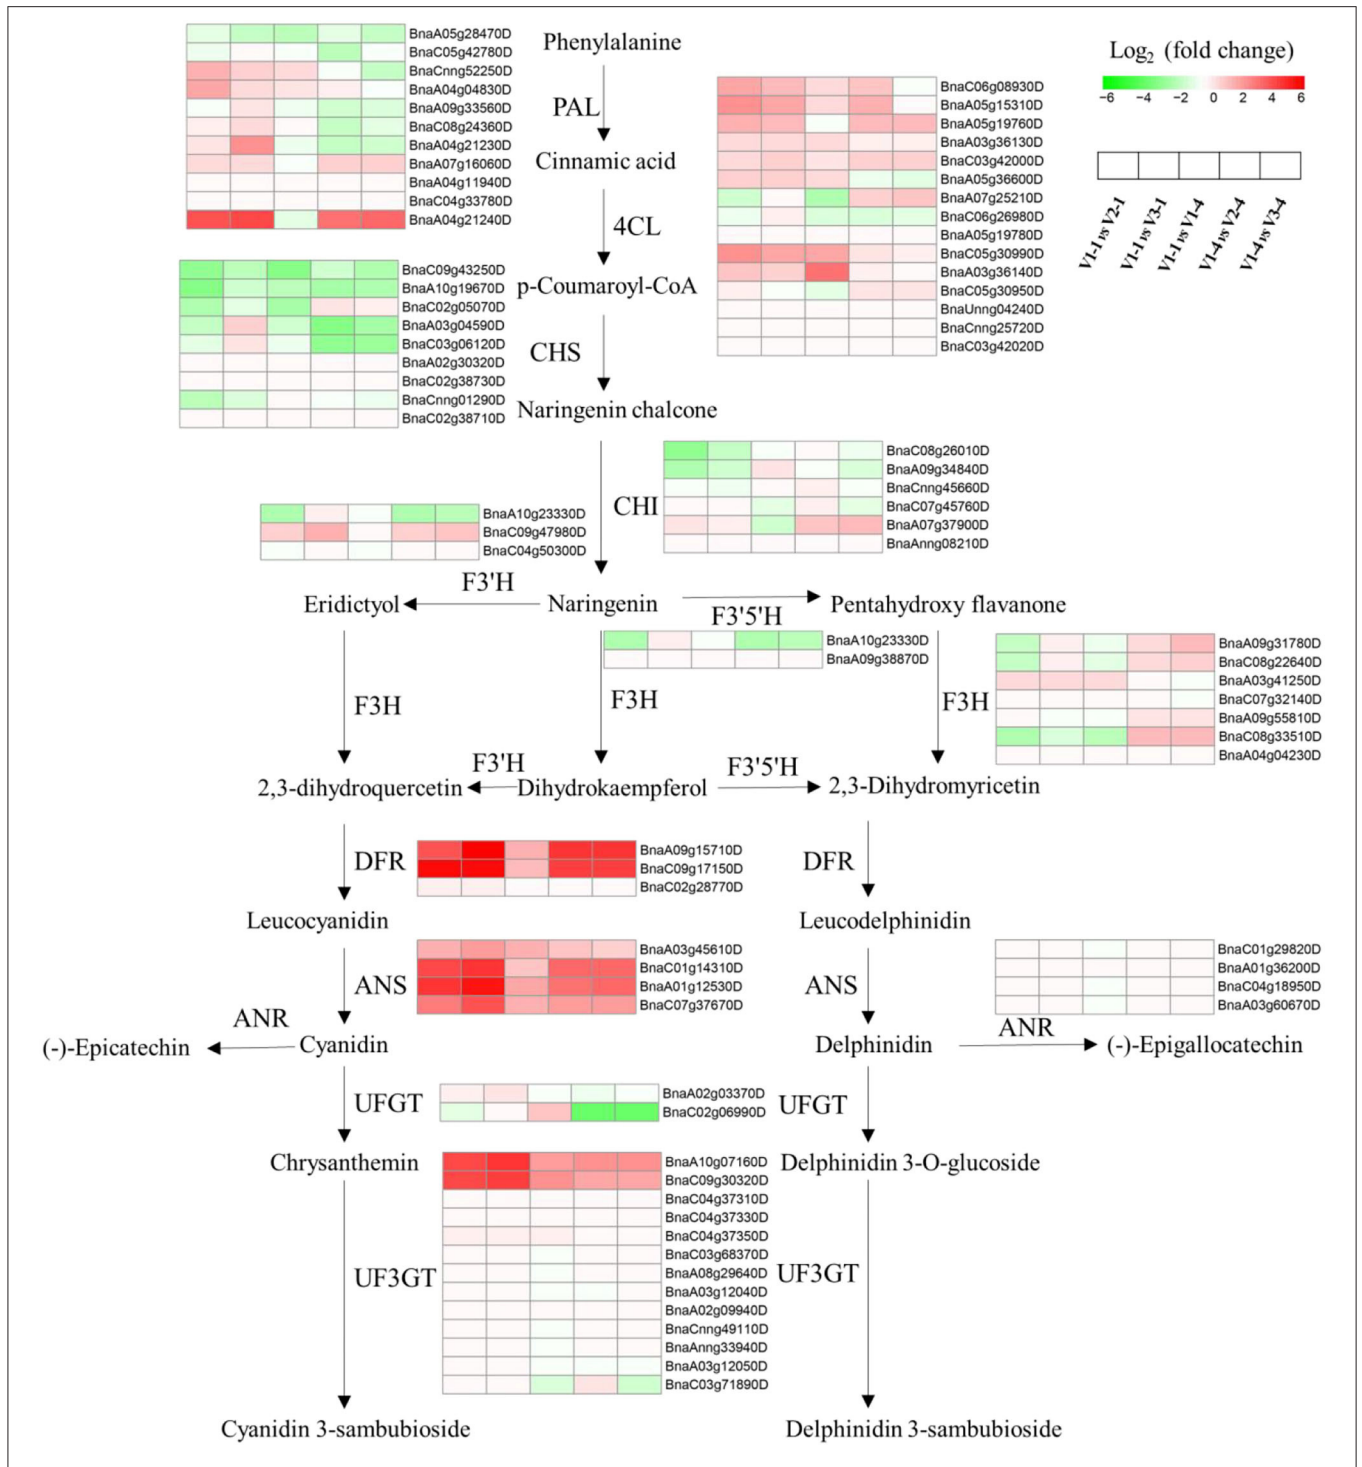 BnaA05g28470D
BnaC05g42780D
BnaCnng52250D
BnaA04g04830D
BnaA09g33560D
BnaC08g24360D
BnaA04g21230D
BnaA07g16060D
BnaA04g11940D
BnaC04g33780D
BnaA04g21240D
Phenylalanine
PAL
Cinnamic acid
4CL
p-Coumaroyl-CoA
CHS
Naringenin chalcone
Log2 (fold change)
-6 -4 -2 0 2 4 6
V1-1 vs V2-1
V1-1 vs V3-1
V1-1 vs V1-4
V1-4 vs V2-4
V1-4 vs V3-4
BnaC06g08930D
BnaA05g15310D
BnaA05g19760D
BnaA03g36130D
BnaC03g42000D
BnaA05g36600D
BnaA07g25210D
BnaC06g26980D
BnaA05g19780D
BnaC05g30990D
BnaA03g36140D
BnaC05g30950D
BnaUnng04240D
BnaCnng25720D
BnaC03g42020D
BnaC09g43250D
BnaA10g19670D
BnaC02g05070D
BnaA03g04590D
BnaC03g06120D
BnaA02g30320D
BnaC02g38730D
BnaCnng01290D
BnaC02g38710D
CHI
BnaC08g26010D
BnaA09g34840D
BnaCnng45660D
BnaC07g45760D
BnaA07g37900D
BnaAnng08210D
BnaA10g23330D
BnaC09g47980D
BnaC04g50300D
F3'H
Eridictyol
Naringenin
F3'5'H
Pentahydroxy flavanone
BnaA10g23330D
BnaA09g38870D
BnaA09g31780D
BnaC08g22640D
BnaA03g41250D
BnaC07g32140D
BnaA09g55810D
BnaC08g33510D
BnaA04g04230D
F3H
F3H
F3H
2,3-dihydroquercetin
F3'H
Dihydrokaempferol
F3'5'H
2,3-Dihydromyricetin
DFR
BnaA09g15710D
BnaC09g17150D
BnaC02g28770D
DFR
Leucocyanidin
Leucodelphinidin
ANS
BnaA03g45610D
BnaC01g14310D
BnaA01g12530D
BnaC07g37670D
ANS
BnaC01g29820D
BnaA01g36200D
BnaC04g18950D
BnaA03g60670D
ANR
(-)-Epicatechin
Cyanidin
Delphinidin
ANR
(-)-Epigallocatechin
UFGT
BnaA02g03370D
BnaC02g06990D
UFGT
Chrysanthemin
Delphinidin 3-O-glucoside
BnaA10g07160D
BnaC09g30320D
BnaC04g37310D
BnaC04g37330D
BnaC04g37350D
BnaC03g68370D
BnaA08g29640D
BnaA03g12040D
BnaA02g09940D
BnaCnng49110D
BnaAnng33940D
BnaA03g12050D
BnaC03g71890D
UF3GT
UF3GT
Cyanidin 3-sambubioside
Delphinidin 3-sambubioside